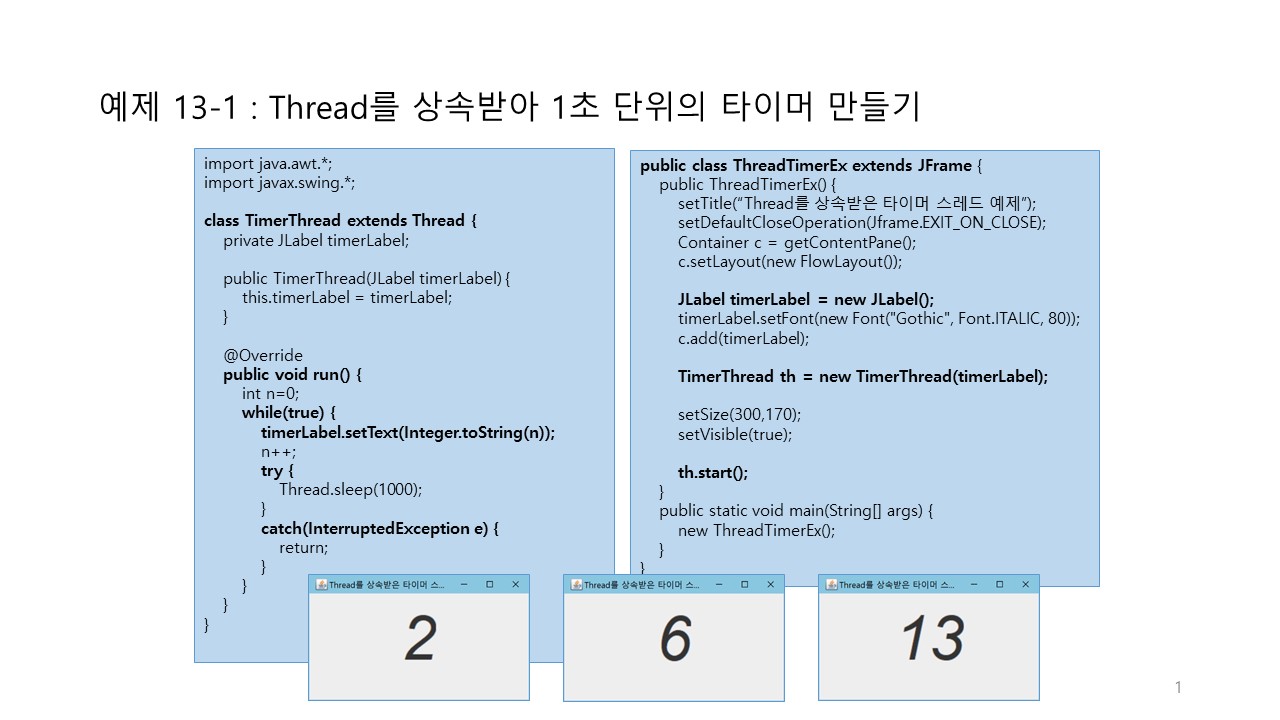 예제 13-1 : Thread를 상속받아 1초 단위의 타이머 만들기
import java.awt.*;
import javax.swing.*;
class TimerThread extends Thread {
private JLabel timerLabel;
public TimerThread(JLabel timerLabel) {
this.timerLabel = timerLabel;
}
@Override
public void run() {
int n=0;
while(true) {
timerLabel.setText(Integer.toString(n));
n++;
try {
Thread.sleep(1000);
}
catch(InterruptedException e) {
return;
}
}
}
}
public class ThreadTimerEx extends JFrame {
public ThreadTimerEx() {
setTitle(“Thread를 상속받은 타이머 스레드 예제”);
setDefaultCloseOperation(Jframe.EXIT_ON_CLOSE);
Container c = getContentPane();
c.setLayout(new FlowLayout());
JLabel timerLabel = new JLabel();
timerLabel.setFont(new Font("Gothic", Font.ITALIC, 80));
c.add(timerLabel);
TimerThread th = new TimerThread(timerLabel);
setSize(300,170);
setVisible(true);
th.start();
}
public static void main(String[] args) {
new ThreadTimerEx();
}
}
Thread를 상속받은 타이머 스...
2
Thread를 상속받은 타이머 스...
6
Thread를 상속받은 타이머 스...
13
1